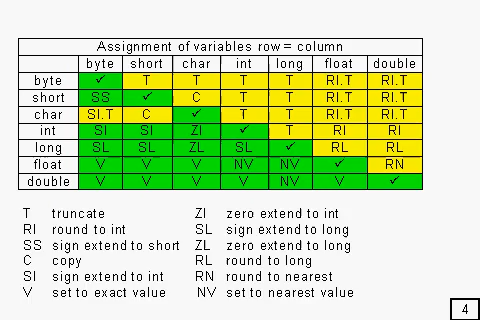 Assignment of variables row = column
byte short char int long float double
byte ✓ T T T T RI.T RI.T
short SS ✓ C T T RI.T RI.T
char SI.T C ✓ T T RI.T RI.T
int SI SI ZI ✓ T RI RI
long SL SL ZL SL ✓ RL RL
float V V V NV NV ✓ RN
double V V V V NV V ✓
T truncate ZI zero extend to int
RI round to int SL sign extend to long
SS sign extend to short ZL zero extend to long
C copy RL round to long
SI sign extend to int RN round to nearest
V set to exact value NV set to nearest value
4